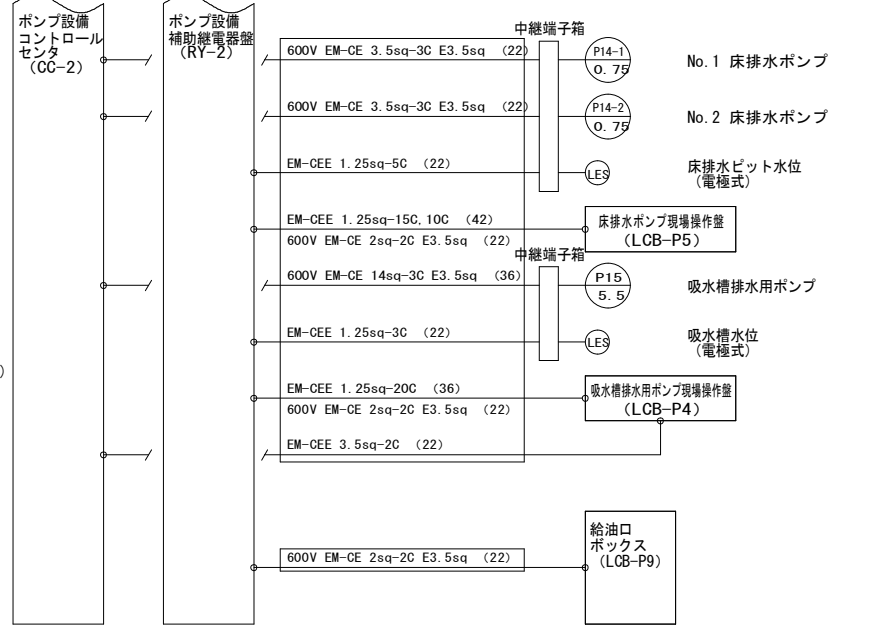 ポンプ設備
コントロール
センタ
（CC-2）
ポンプ設備
補助継電器盤
（RY-2）
中継端子箱
600V EM-CE 3.5sq-3C E3.5sq （22）
P14-1
0.75
No.1 床排水ポンプ
600V EM-CE 3.5sq-3C E3.5sq （22）
P14-2
0.75
No.2 床排水ポンプ
EM-CEE 1.25sq-5C （22）
LES
床排水ピット水位
（電極式）
EM-CEE 1.25sq-15C,10C （42）
600V EM-CE 2sq-2C E3.5sq （22）
床排水ポンプ現場操作盤
（LCB-P5）
中継端子箱
600V EM-CE 14sq-3C E3.5sq （36）
P15
5.5
吸水槽排水用ポンプ
EM-CEE 1.25sq-3C （22）
LES
吸水槽水位
（電極式）
）
EM-CEE 1.25sq-20C （36）
600V EM-CE 2sq-2C E3.5sq （22）
吸水槽排水用ポンプ現場操作盤
（LCB-P4）
EM-CEE 3.5sq-2C （22）
給油口
ボックス
（LCB-P9）
600V EM-CE 2sq-2C E3.5sq （22）